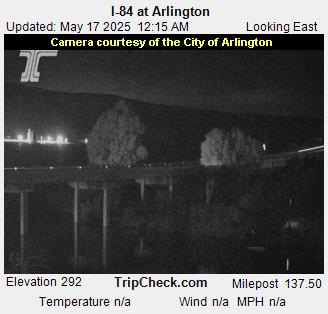 I-84 at Arlington
Updated: May 17 2025 12:15 AM Looking East
Camera courtesy of the City of Arlington
Elevation 292 TripCheck.com Milepost 137.50
Temperature n/a Wind n/a MPH n/a